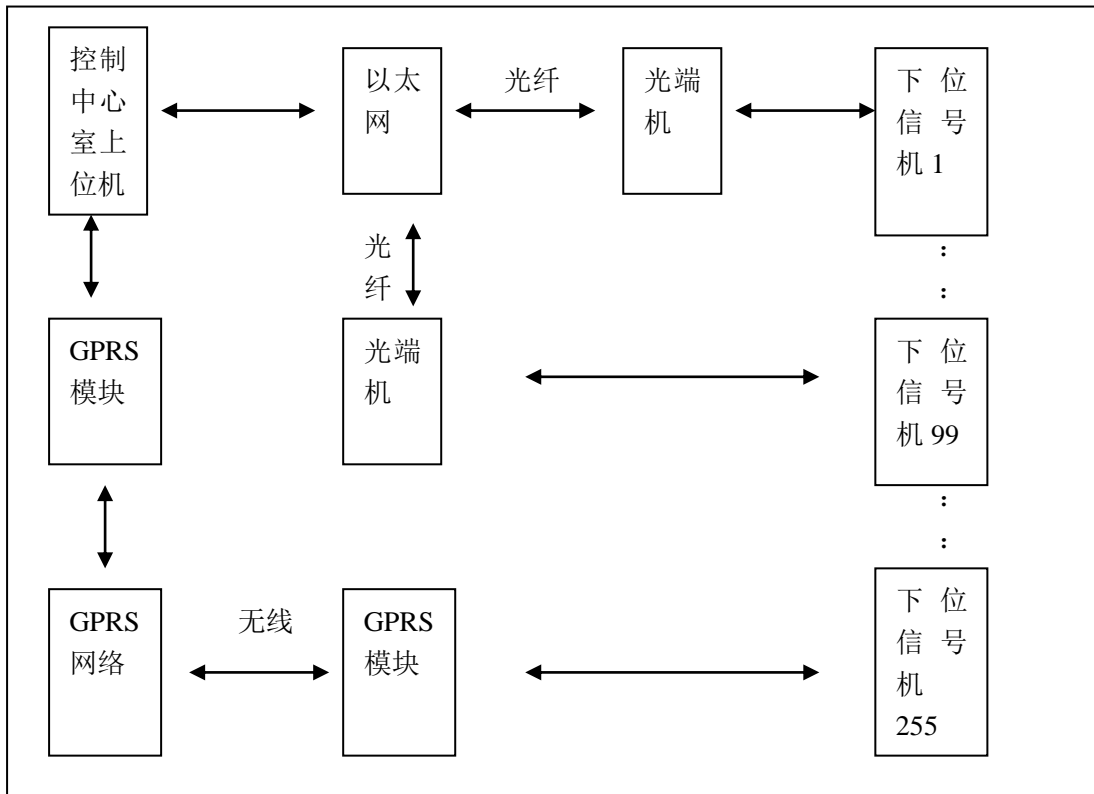 控制
中心
室上
位机
以太
网
光纤
光端
机
下位
信号
机 1
:
:
光
纤
GPRS
模块
光端
机
下位
信号
机 99
:
:
GPRS
网络
无线
GPRS
模块
下位
信号
机
255